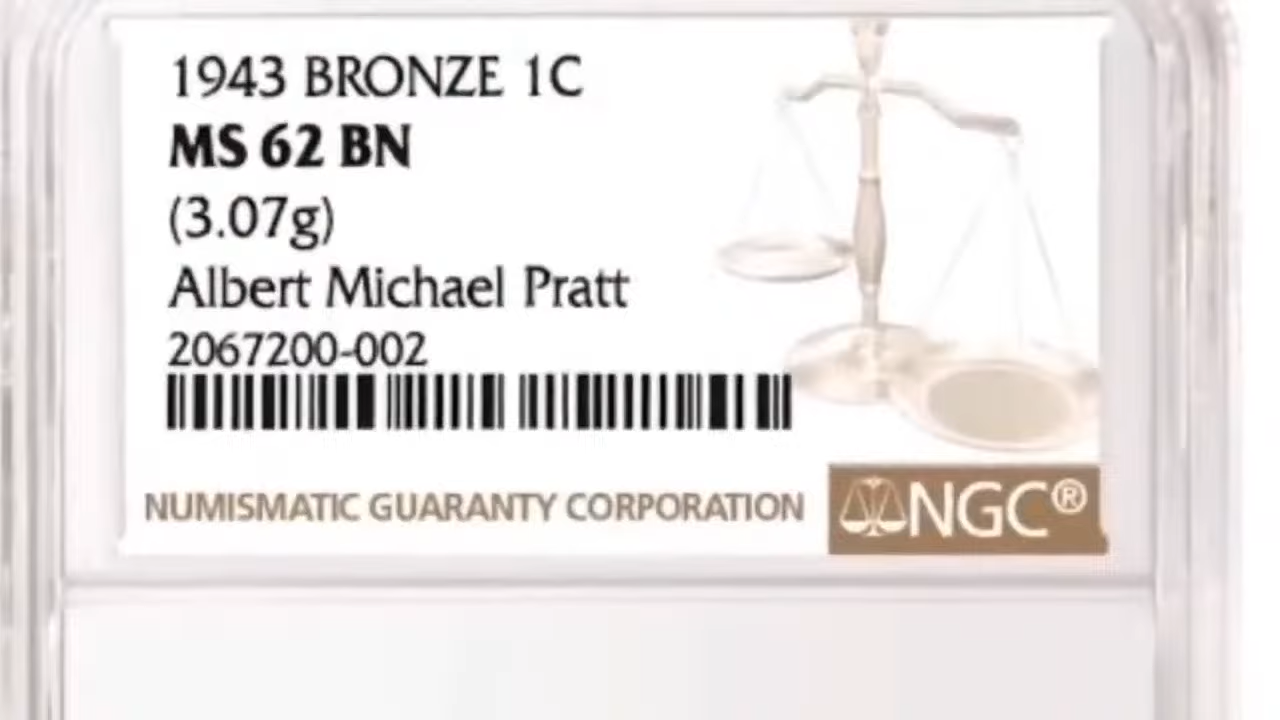 1943 BRONZE 1C
MS 62 BN
(3.07g)
Albert Michael Pratt
2067200-002
NUMISMATIC GUARANTY CORPORATION
NGC®